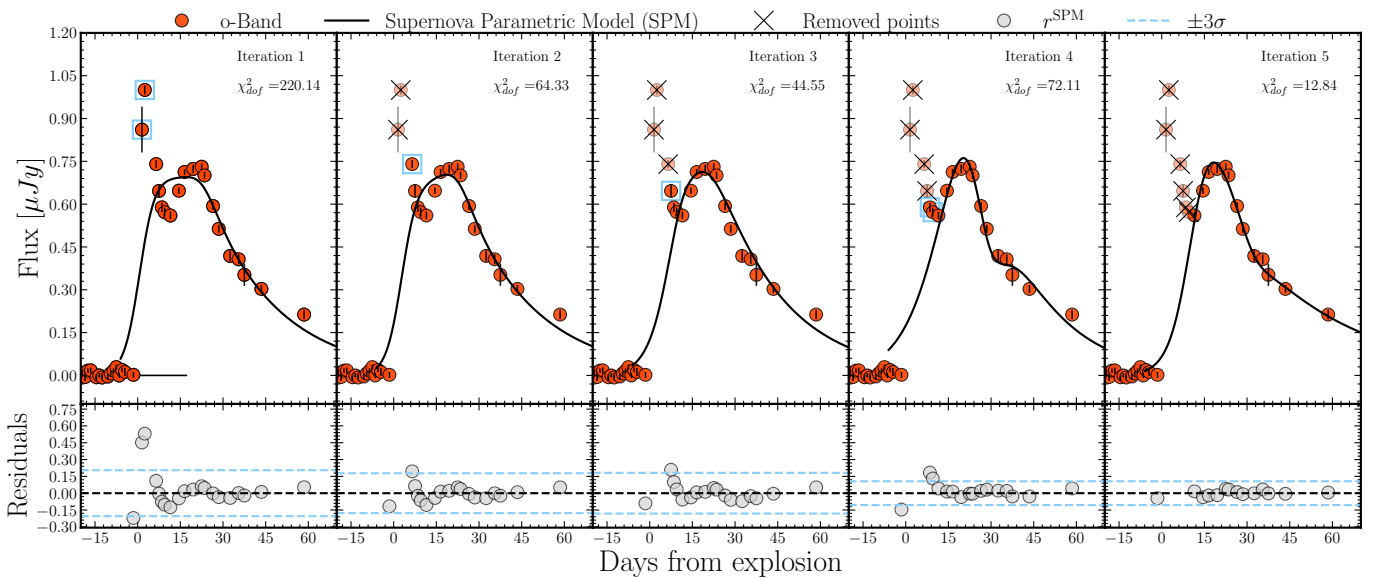 o-Band Supernova Parametric Model (SPM) Removed points r^SPM ±3σ
Iteration 1 Iteration 2 Iteration 3 Iteration 4 Iteration 5
χ²_dof =220.14 χ²_dof =64.33 χ²_dof =44.55 χ²_dof =72.11 χ²_dof =12.84
Flux [μJy]
1.20
1.05
0.90
0.75
0.60
0.45
0.30
0.15
0.00
Residuals
0.75
0.60
0.45
0.30
0.15
0.00
−0.15
−0.30
−15 0 15 30 45 60 −15 0 15 30 45 60 −15 0 15 30 45 60 −15 0 15 30 45 60 −15 0 15 30 45 60
Days from explosion